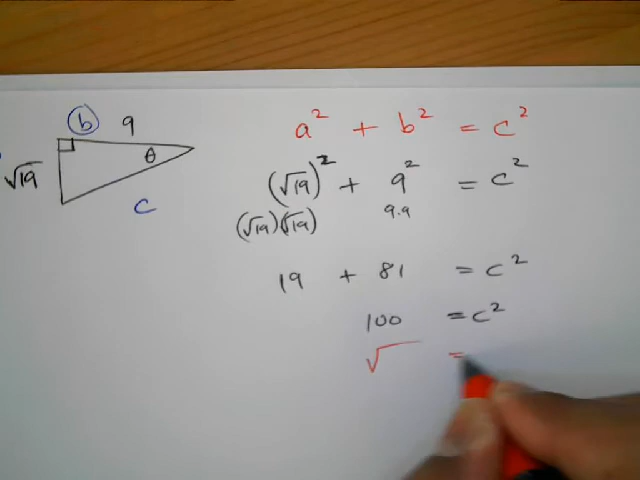 b 9
√19
θ
c
a² + b² = c²
(√19)² + 9² = c²
(√19)(√19) 9.9
19 + 81 = c²
100 = c²
√ =